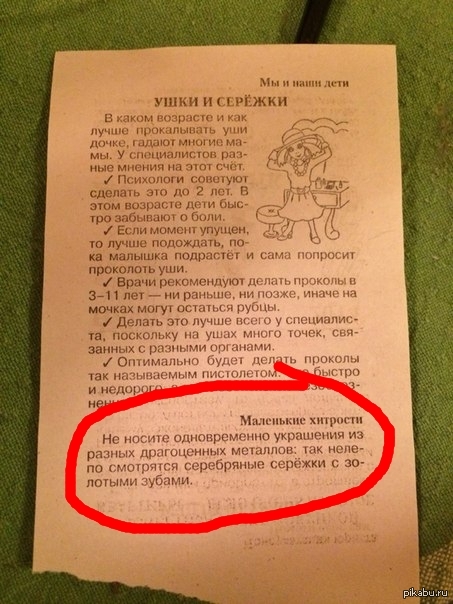 Мы и наши дети
УШКИ И СЕРЁЖКИ
В каком возрасте и как
лучше прокалывать уши
дочке, гадают многие ма-
мы. У специалистов раз-
ные мнения на этот счёт.
✓ Психологи советуют
сделать это до 2 лет. В
этом возрасте дети быс-
тро забывают о боли.
✓ Если момент упущен,
то лучше подождать, по-
ка малышка подрастёт и сама попросит
проколоть уши.
✓ Врачи рекомендуют делать проколы в
3–11 лет — ни раньше, ни позже, иначе на
мочках могут остаться рубцы.
✓ Делать это лучше всего у специалис-
та, поскольку на ушах много точек, свя-
занных с разными органами.
✓ Оптимально будет делать проколы
так называемым пистолетом. быстро
и недорого,
Маленькие хитрости
Не носите одновременно украшения из
разных драгоценных металлов: так неле-
по смотрятся серебряные серёжки с зо-
лотыми зубами.
pikabu.ru